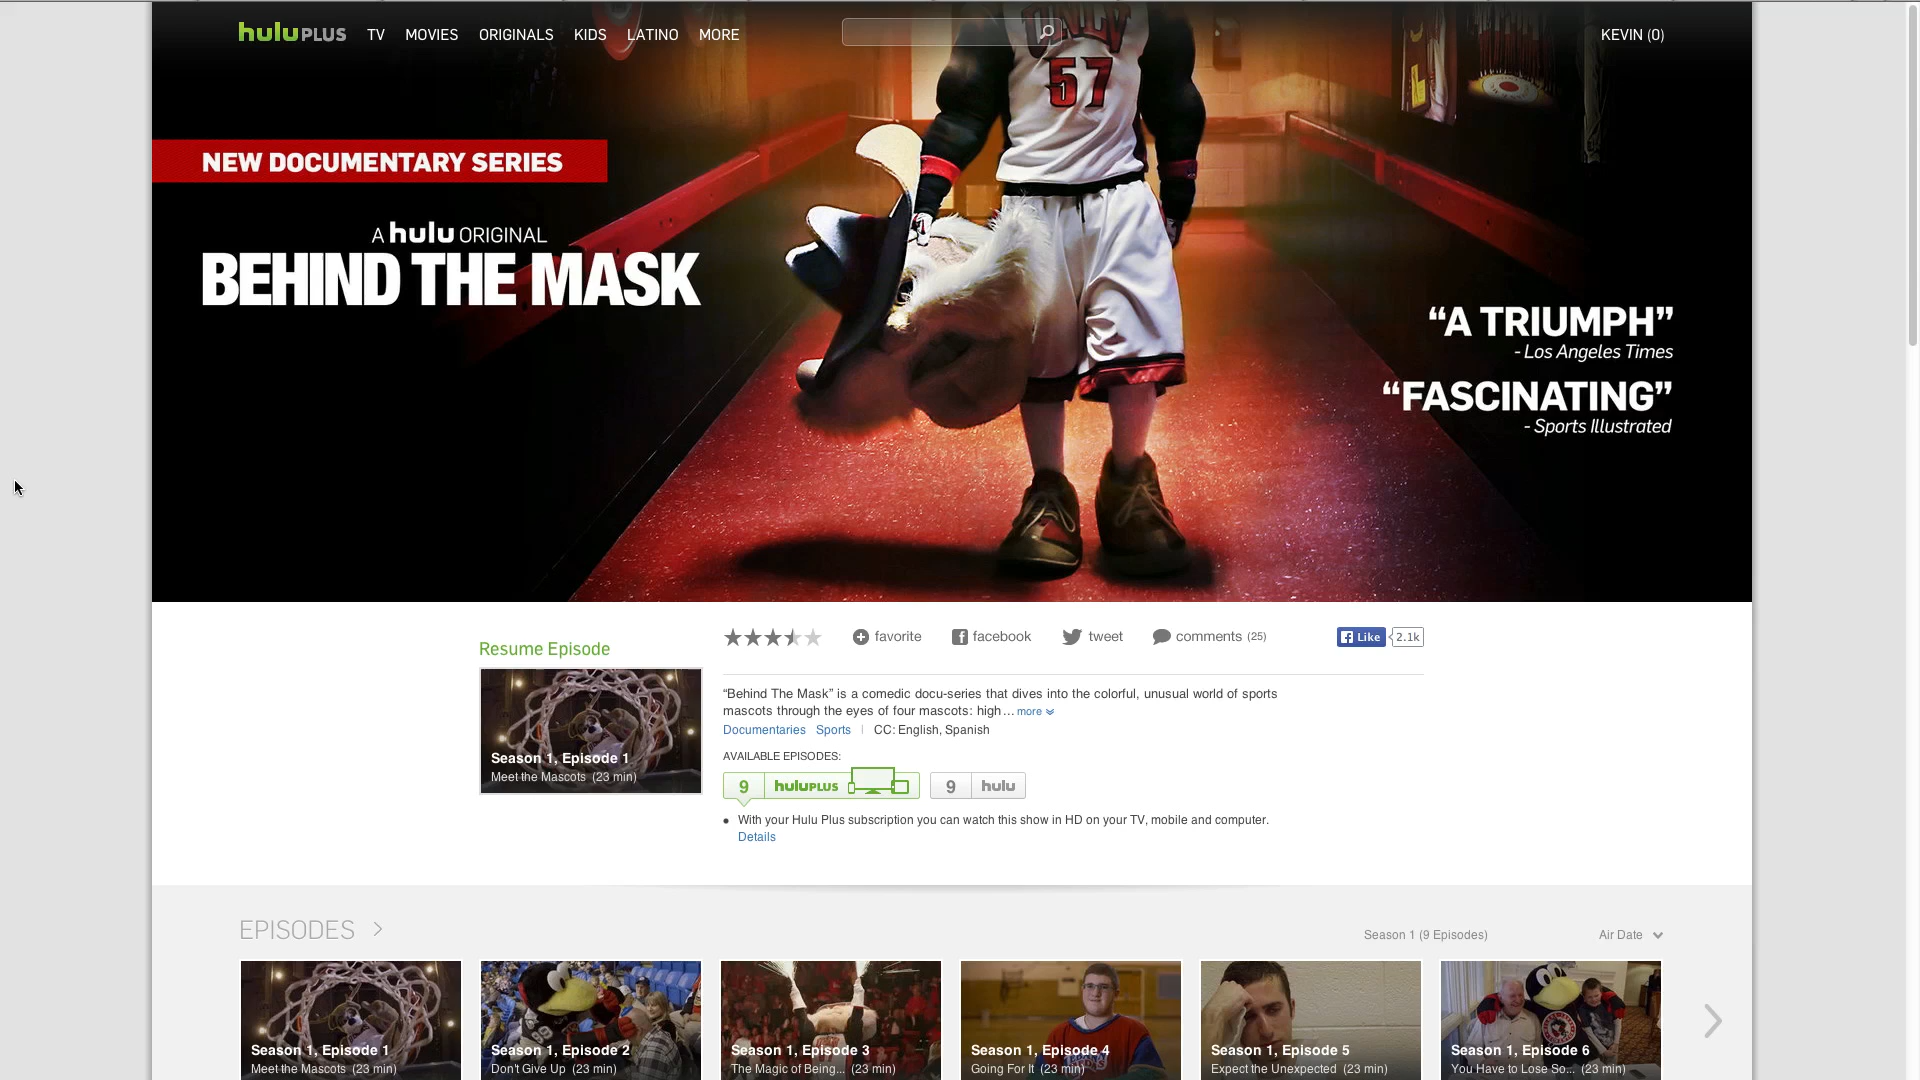 huluPLUS TV MOVIES ORIGINALS KIDS LATINO MORE KEVIN (0)
57
NEW DOCUMENTARY SERIES
A hulu ORIGINAL
BEHIND THE MASK
“A TRIUMPH”
- Los Angeles Times
“FASCINATING”
- Sports Illustrated
Resume Episode
Season 1, Episode 1
Meet the Mascots (23 min)
favorite facebook tweet comments (25) Like 2.1k
“Behind The Mask” is a comedic docu-series that dives into the colorful, unusual world of sports
mascots through the eyes of four mascots: high... more
Documentaries Sports | CC: English, Spanish
AVAILABLE EPISODES:
9 huluPLUS 9 hulu
• With your Hulu Plus subscription you can watch this show in HD on your TV, mobile and computer.
Details
EPISODES
Season 1 (9 Episodes) Air Date
Season 1, Episode 1
Meet the Mascots (23 min)
Season 1, Episode 2
Don't Give Up (23 min)
Season 1, Episode 3
The Magic of Being... (23 min)
Season 1, Episode 4
Going For It (23 min)
Season 1, Episode 5
Expect the Unexpected (23 min)
Season 1, Episode 6
You Have to Lose So... (23 min)